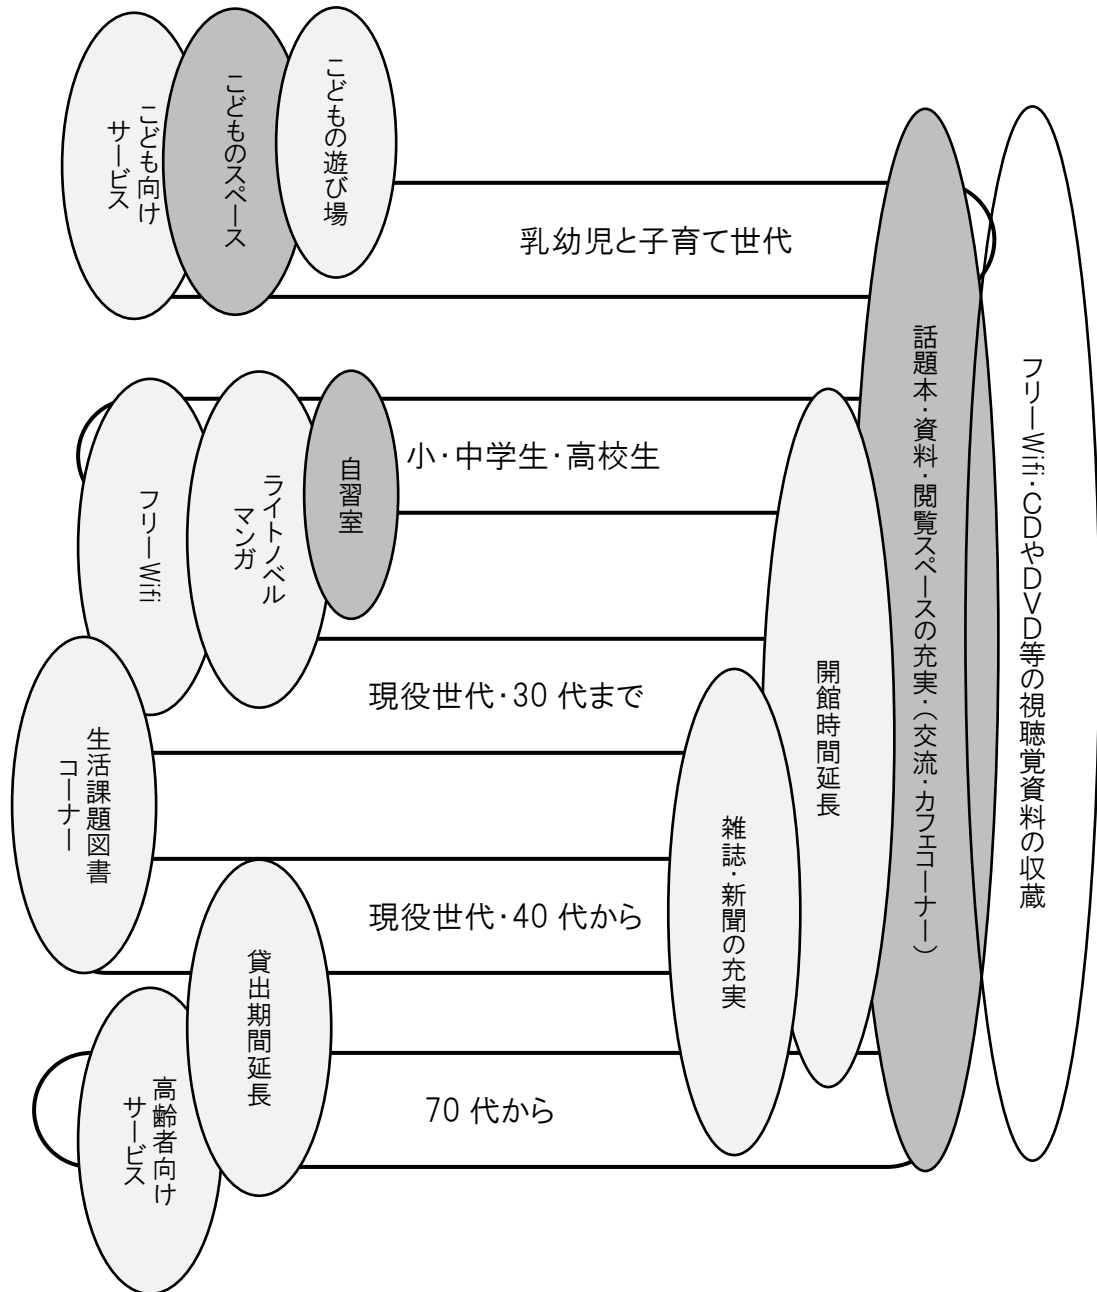 こども向け
サービス
こどものスペース
こどもの遊び場
乳幼児と子育て世代
小・中学生・高校生
フリーWifi
ライトノベル
マンガ
自習室
現役世代・30代まで
生活課題図書
コーナー
現役世代・40代から
貸出期間延長
高齢者向け
サービス
70代から
雑誌・新聞の充実
開館時間延長
話題本・資料・閲覧スペースの充実・(交流・カフェコーナー)
フリーWifi・CDやDVD等の視聴覚資料の収蔵